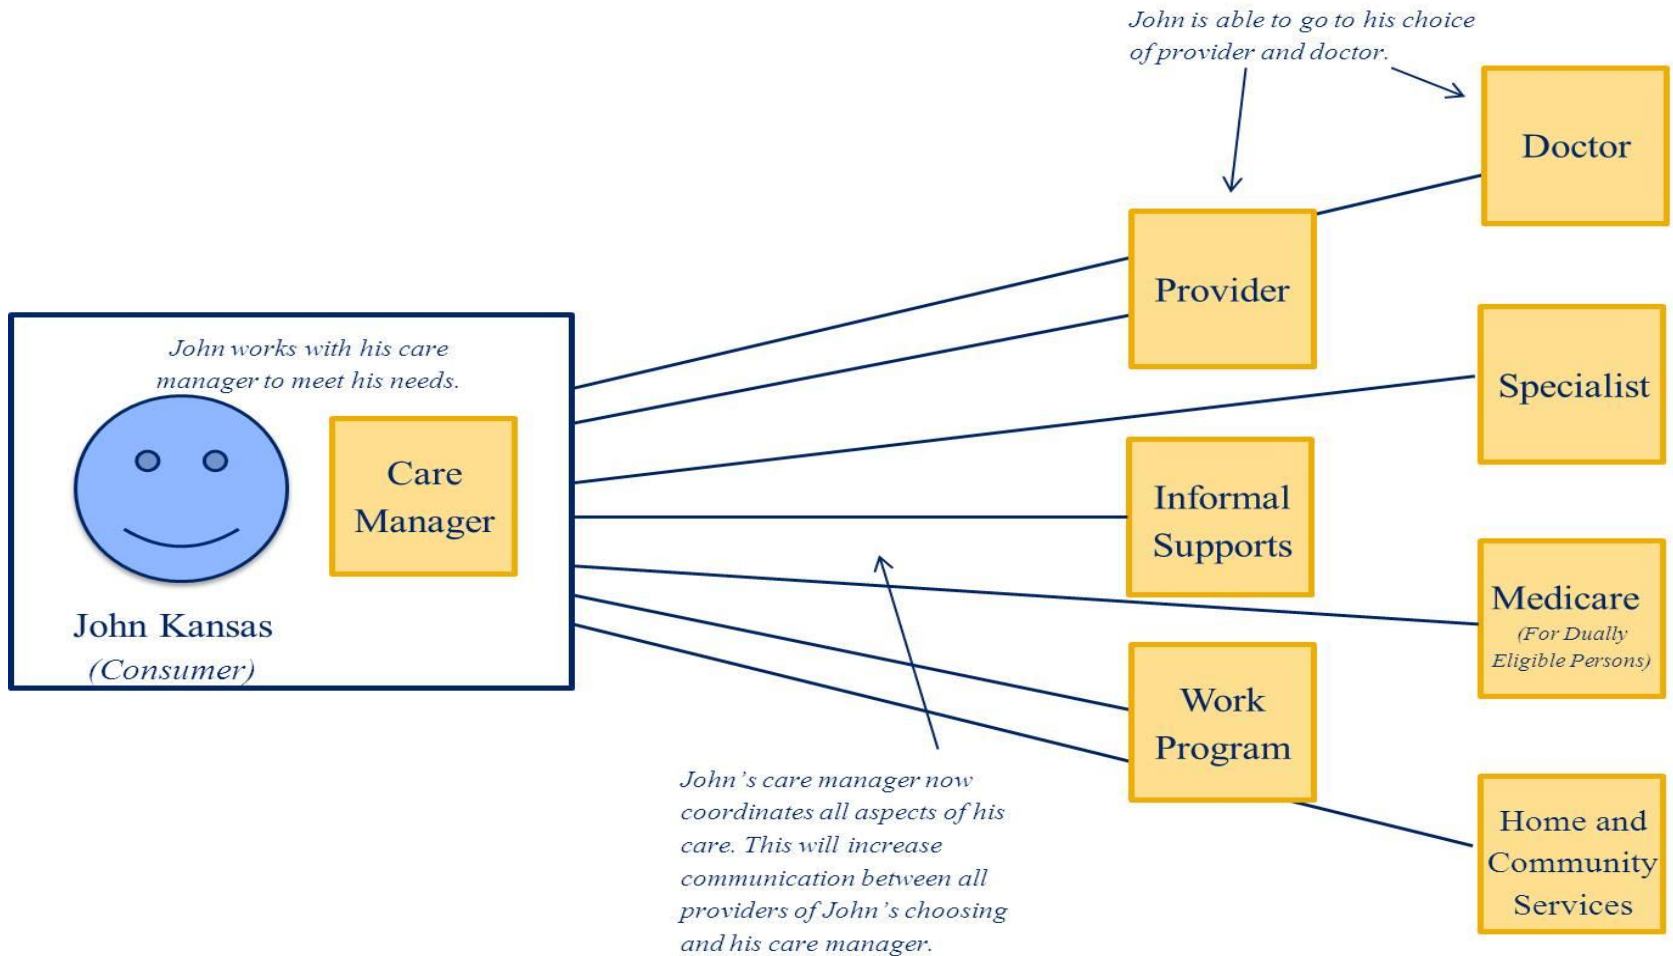 John is able to go to his choice
of provider and doctor.
Doctor
Provider
John works with his care
manager to meet his needs.
Specialist
Care
Manager
Informal
Supports
John Kansas
(Consumer)
Medicare
(For Dually
Eligible Persons)
Work
Program
John’s care manager now
coordinates all aspects of his
care. This will increase
communication between all
providers of John’s choosing
and his care manager.
Home and
Community
Services